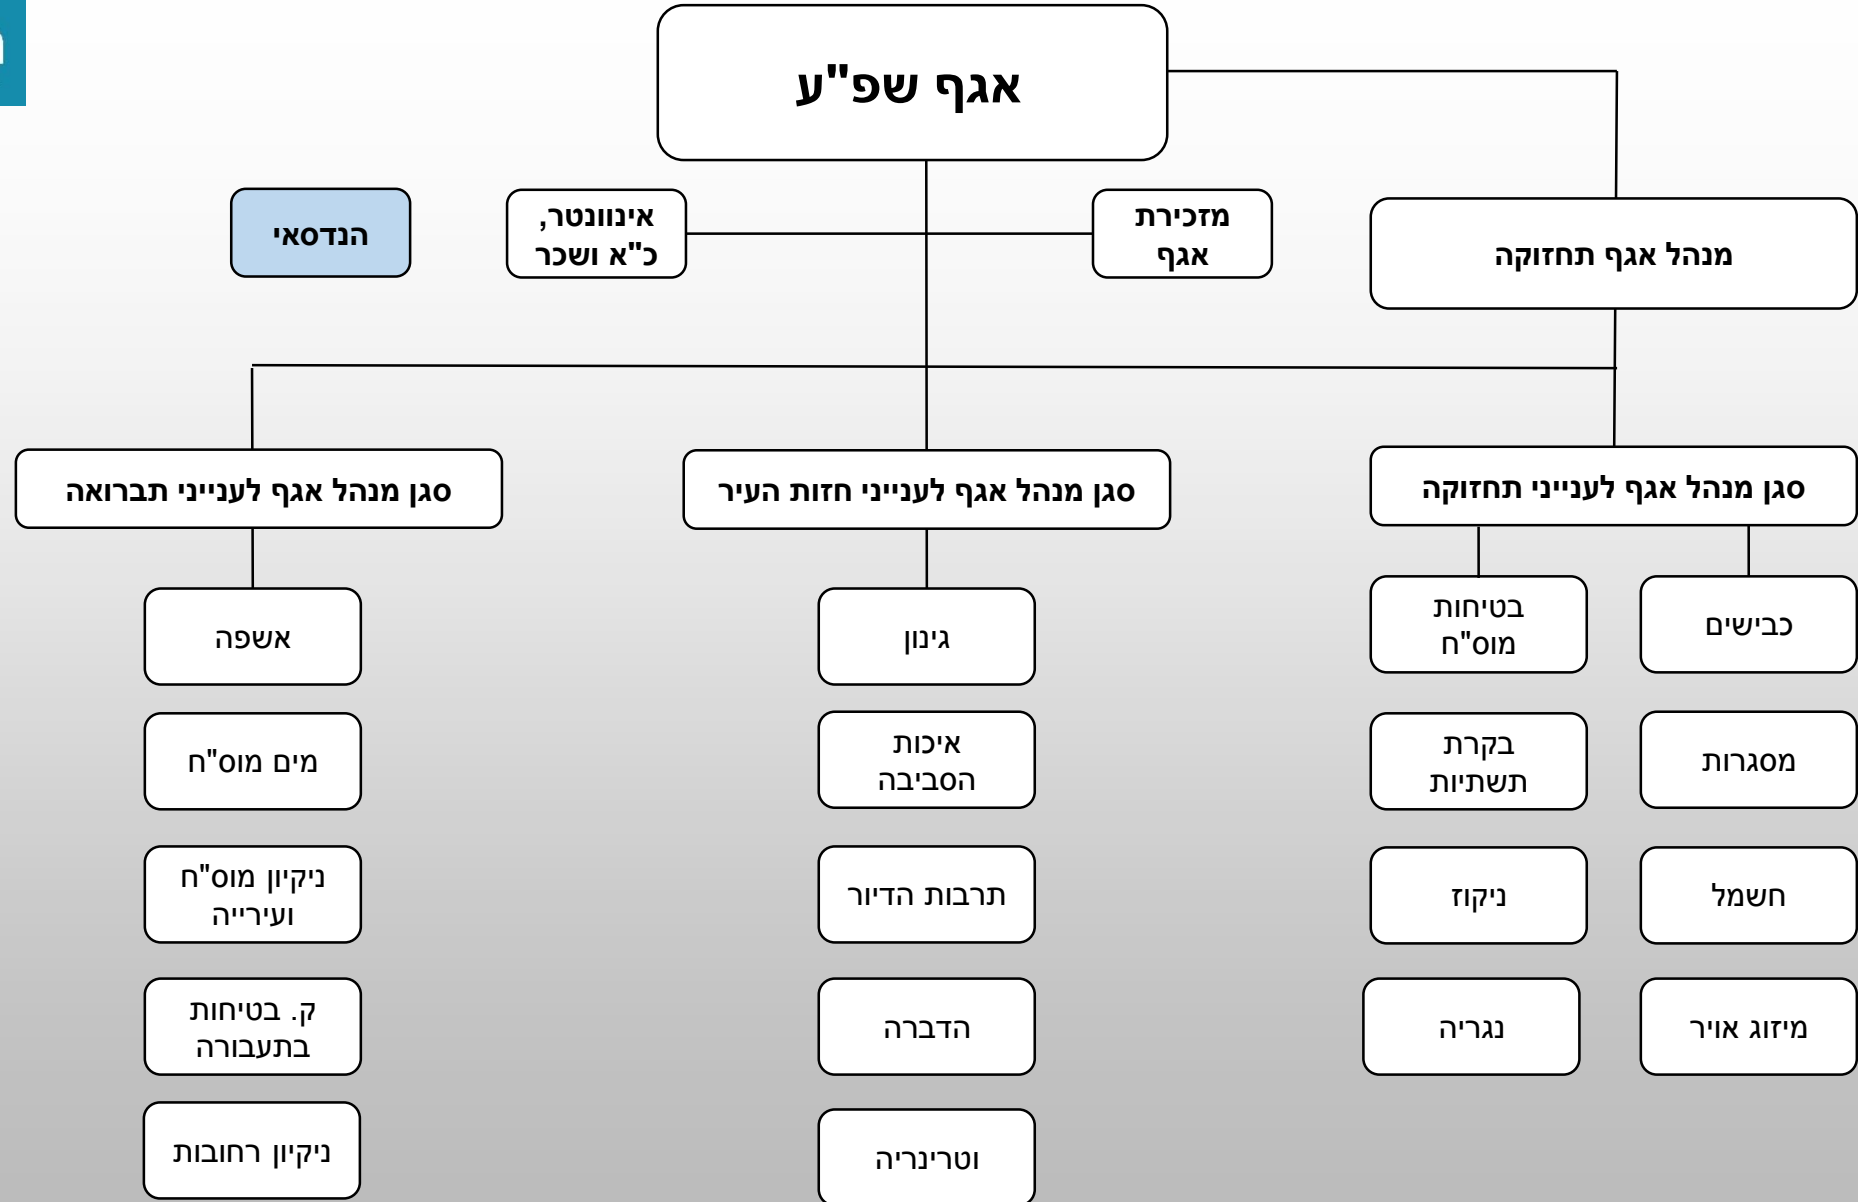 אגף שפ"ע
מזכירת
אגף
אינוונטר,
כ"א ושכר
הנדסאי
מנהל אגף תחזוקה
סגן מנהל אגף לענייני תחזוקה
סגן מנהל אגף לענייני חזות העיר
סגן מנהל אגף לענייני תברואה
כבישים
בטיחות
מוס"ח
גינון
אשפה
מסגרות
בקרת
תשתיות
איכות
הסביבה
מים מוס"ח
חשמל
ניקוז
תרבות הדיור
ניקיון מוס"ח
ועירייה
מיזוג אויר
נגריה
הדברה
ק. בטיחות
בתעבורה
וטרינריה
ניקיון רחובות